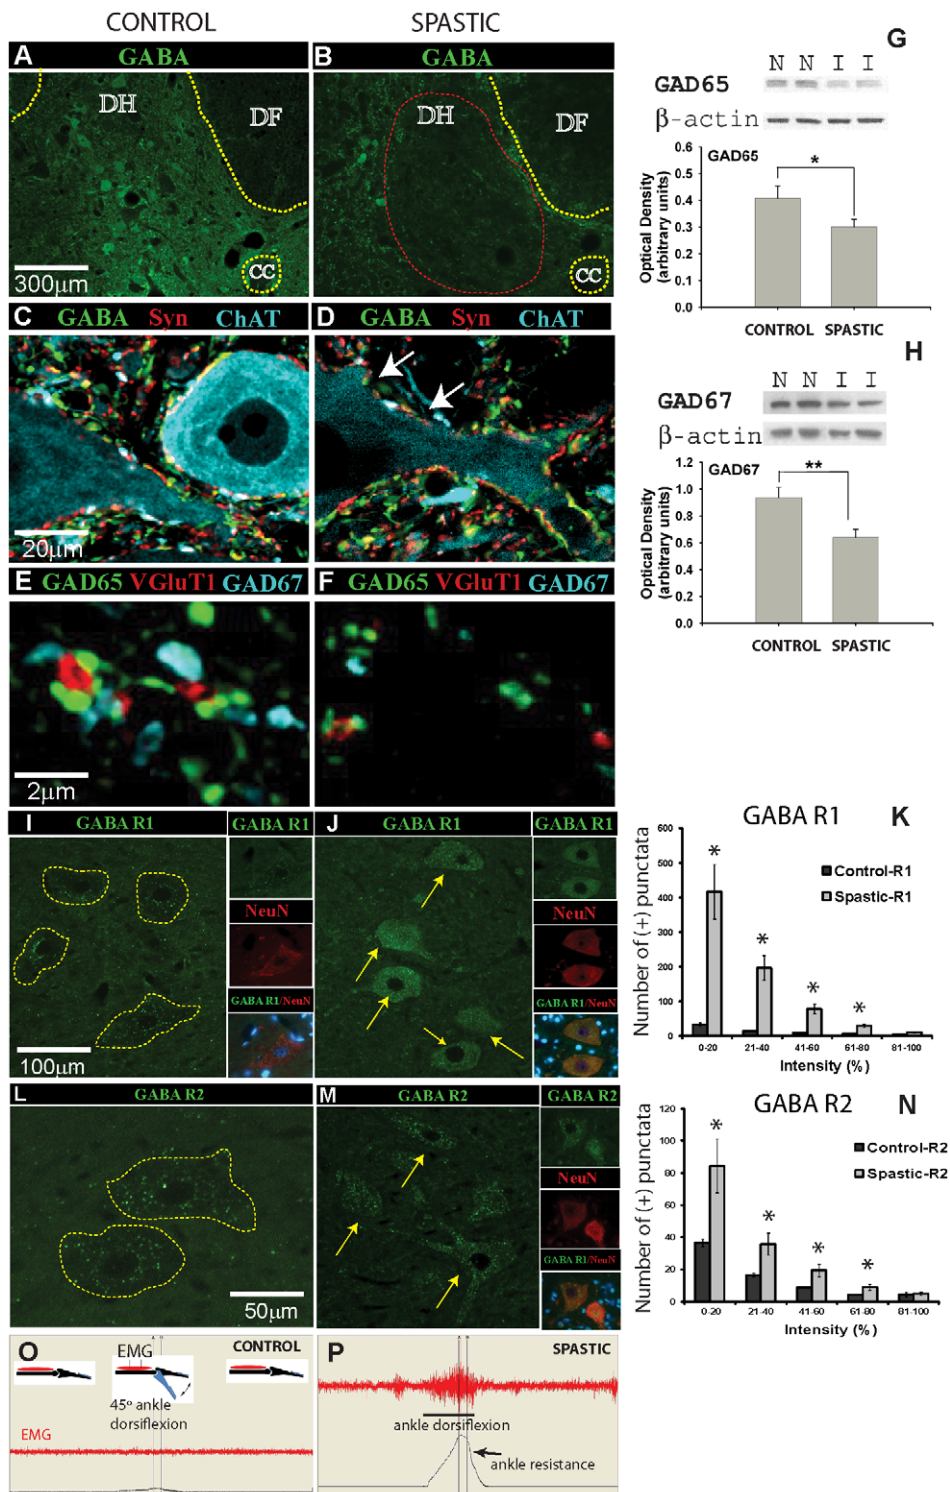 CONTROL
SPASTIC
A GABA
DH
DF
CC
300µm
B GABA
DH
DF
CC
C GABA Syn ChAT
20µm
D GABA Syn ChAT
E GAD65 VGluT1 GAD67
2µm
F GAD65 VGluT1 GAD67
G
N N I I
GAD65
β-actin
GAD65
Optical Density
(arbitrary units)
0.6
0.5
0.4
0.3
0.2
0.1
0.0
*
CONTROL SPASTIC
H
N N I I
GAD67
β-actin
GAD67
Optical Density
(arbitrary units)
1.2
1.0
0.8
0.6
0.4
0.2
0.0
**
CONTROL SPASTIC
I GABA R1
100µm
GABA R1
NeuN
GABA R1/NeuN
J GABA R1
GABA R1
NeuN
GABA R1/NeuN
GABA R1 K
Number of (+) punctata
600
500
400
300
200
100
0
* * * *
Control-R1
Spastic-R1
0-20 21-40 41-60 61-80 81-100
Intensity (%)
L GABA R2
50µm
M GABA R2
GABA R2
NeuN
GABA R1/NeuN
GABA R2 N
Number of (+) punctata
120
100
80
60
40
20
0
* * * *
Control-R2
Spastic-R2
0-20 21-40 41-60 61-80 81-100
Intensity (%)
O CONTROL
EMG
45º ankle
dorsiflexion
EMG
P SPASTIC
ankle dorsiflexion
ankle resistance